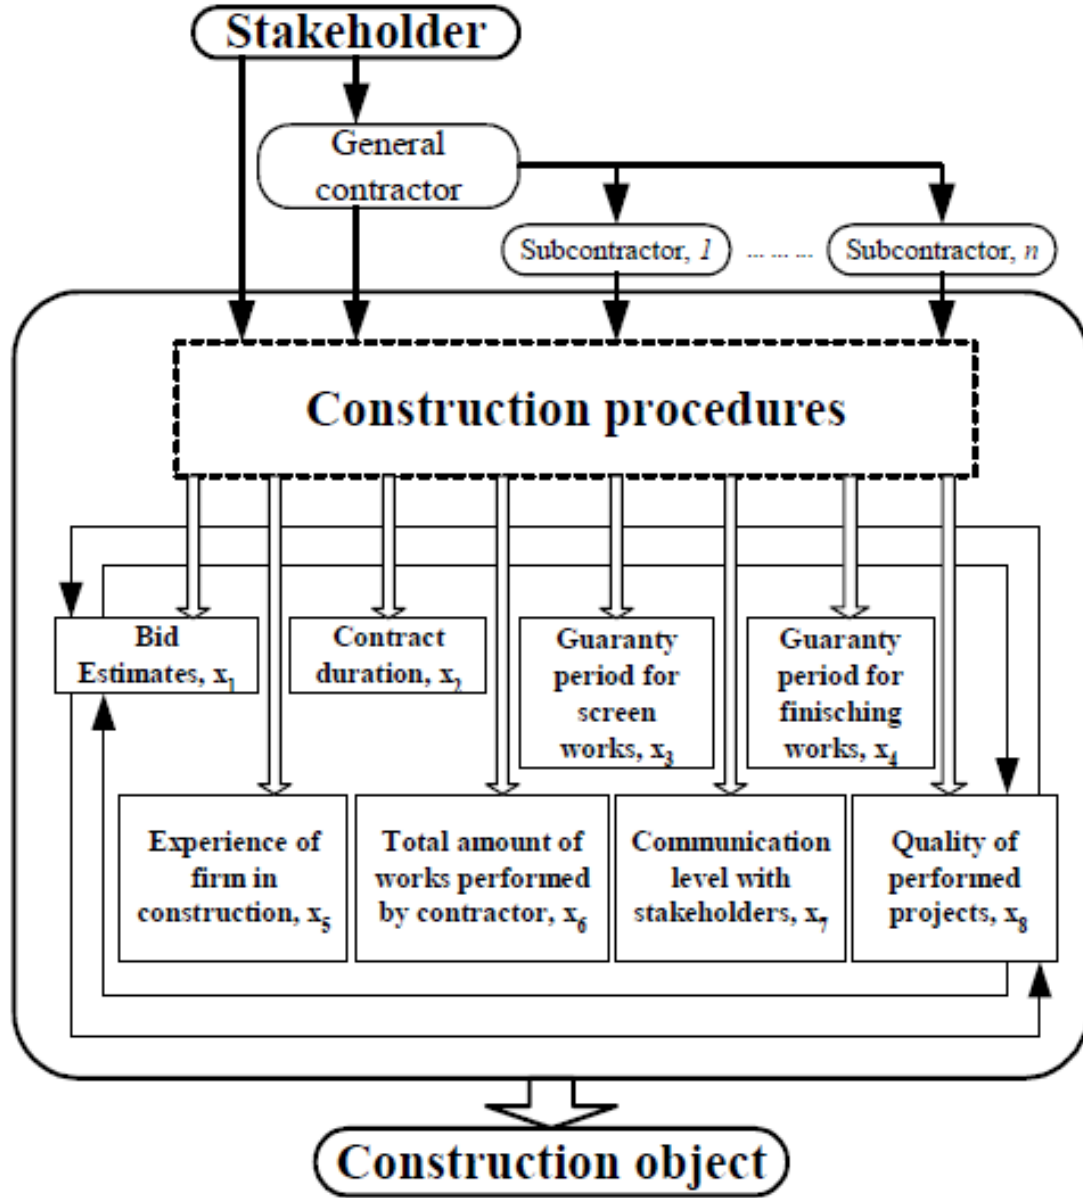 Stakeholder
General
contractor
Subcontractor, 1
... ... ...
Subcontractor, n
Construction procedures
Bid
Estimates, x₁
Contract
duration, x₂
Guaranty
period for
screen
works, x₃
Guaranty
period for
finisching
works, x₄
Experience of
firm in
construction, x₅
Total amount of
works performed
by contractor, x₆
Communication
level with
stakeholders, x₇
Quality of
performed
projects, x₈
Construction object